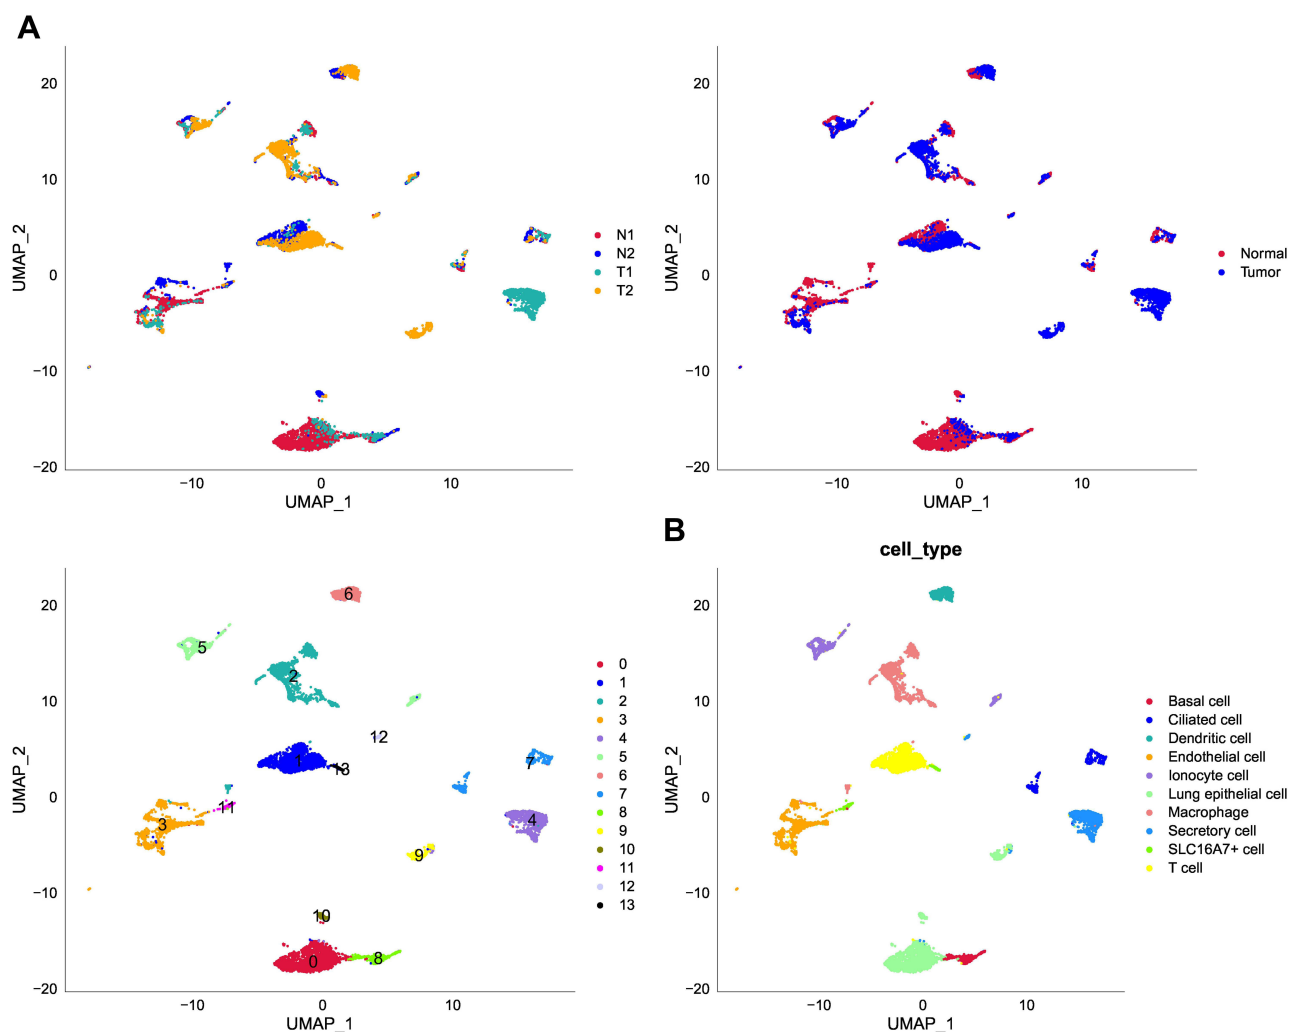 A
20
10
0
−10
−20
UMAP_2
−10
0
10
UMAP_1
N1
N2
T1
T2
20
10
0
−10
−20
UMAP_2
−10
0
10
UMAP_1
Normal
Tumor
20
10
0
−10
−20
UMAP_2
−10
0
10
UMAP_1
6
5
2
12
1
13
7
11
3
4
9
10
0
8
0
1
2
3
4
5
6
7
8
9
10
11
12
13
B
cell_type
20
10
0
−10
−20
UMAP_2
−10
0
10
UMAP_1
Basal cell
Ciliated cell
Dendritic cell
Endothelial cell
Ionocyte cell
Lung epithelial cell
Macrophage
Secretory cell
SLC16A7+ cell
T cell